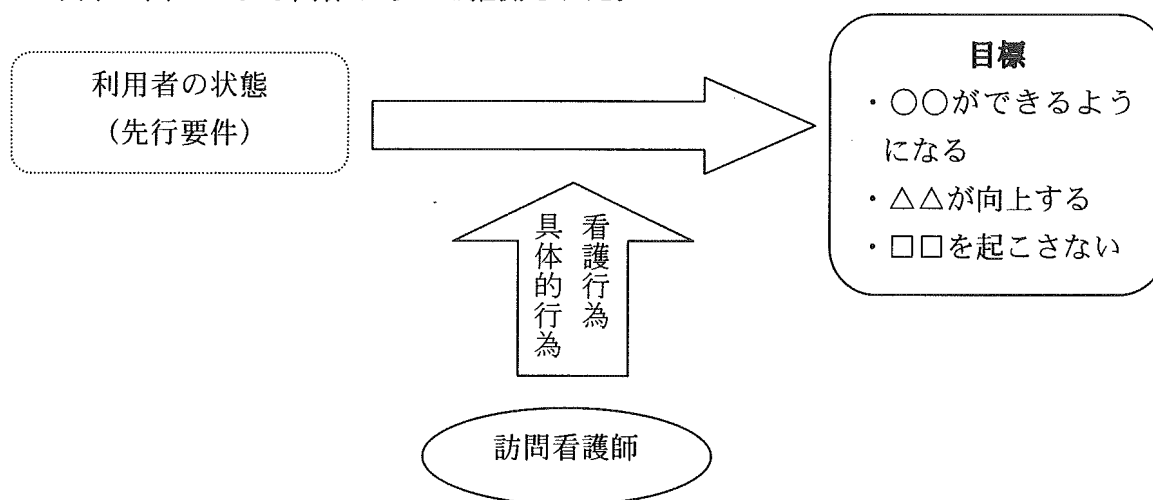 利用者の状態
(先行要件)
目標
・○○ができるよう
になる
・△△が向上する
・□□を起こさない
看護行為
具体的行為
訪問看護師